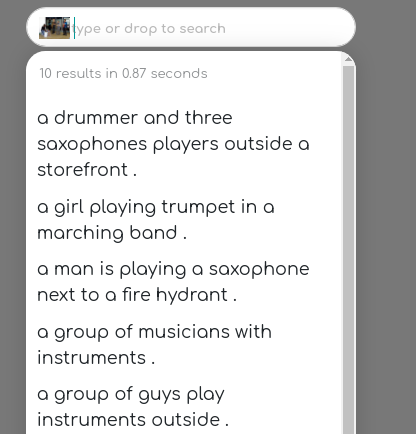 type or drop to search
10 results in 0.87 seconds
a drummer and three
saxophones players outside a
storefront .
a girl playing trumpet in a
marching band .
a man is playing a saxophone
next to a fire hydrant .
a group of musicians with
instruments .
a group of guys play
instruments outside .